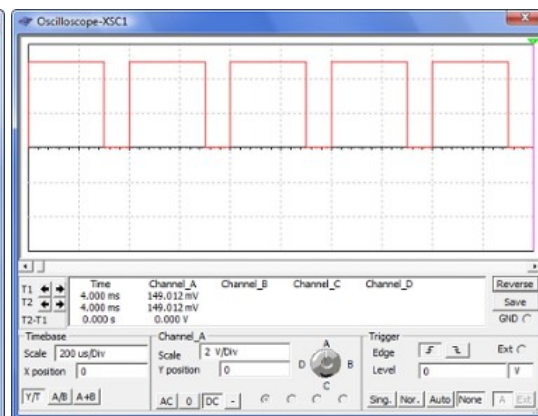 Oscilloscope-XSC1
Time Channel_A Channel_B Channel_C Channel_D
T1 4.000 ms 149.012 mV
T2 4.000 ms 149.012 mV
T2-T1 0.000 s 0.000 V
Reverse
Save
GND
Timebase
Scale 200 us/Div
X position 0
Y/T A/B A+B
Channel_A
Scale 2 V/Div
Y position 0
AC 0 DC -
A
D B
C
Trigger
Edge Ext
Level 0 V
Sing. Nor. Auto None A Ext